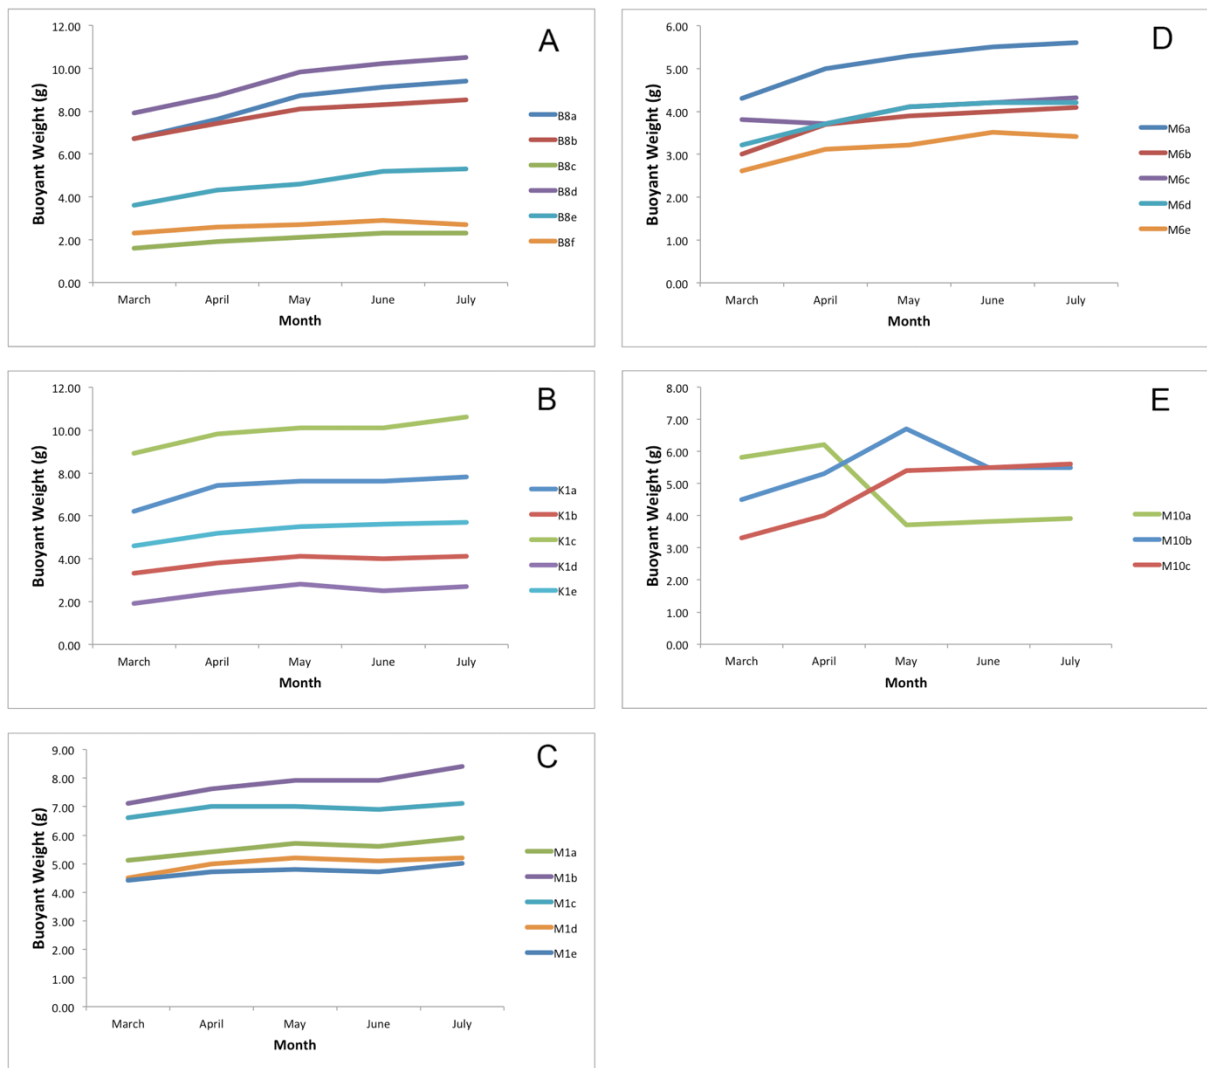 A
12.00
10.00
8.00
6.00
4.00
2.00
0.00
Buoyant Weight (g)
March April May June July
Month
B8a
B8b
B8c
B8d
B8e
B8f
D
6.00
5.00
4.00
3.00
2.00
1.00
0.00
Buoyant Weight (g)
March April May June July
Month
M6a
M6b
M6c
M6d
M6e
B
12.00
10.00
8.00
6.00
4.00
2.00
0.00
Buoyant Weight (g)
March April May June July
Month
K1a
K1b
K1c
K1d
K1e
E
8.00
7.00
6.00
5.00
4.00
3.00
2.00
1.00
0.00
Buoyant Weight (g)
March April May June July
Month
M10a
M10b
M10c
C
9.00
8.00
7.00
6.00
5.00
4.00
3.00
2.00
1.00
0.00
Buoyant Weight (g)
March April May June July
Month
M1a
M1b
M1c
M1d
M1e